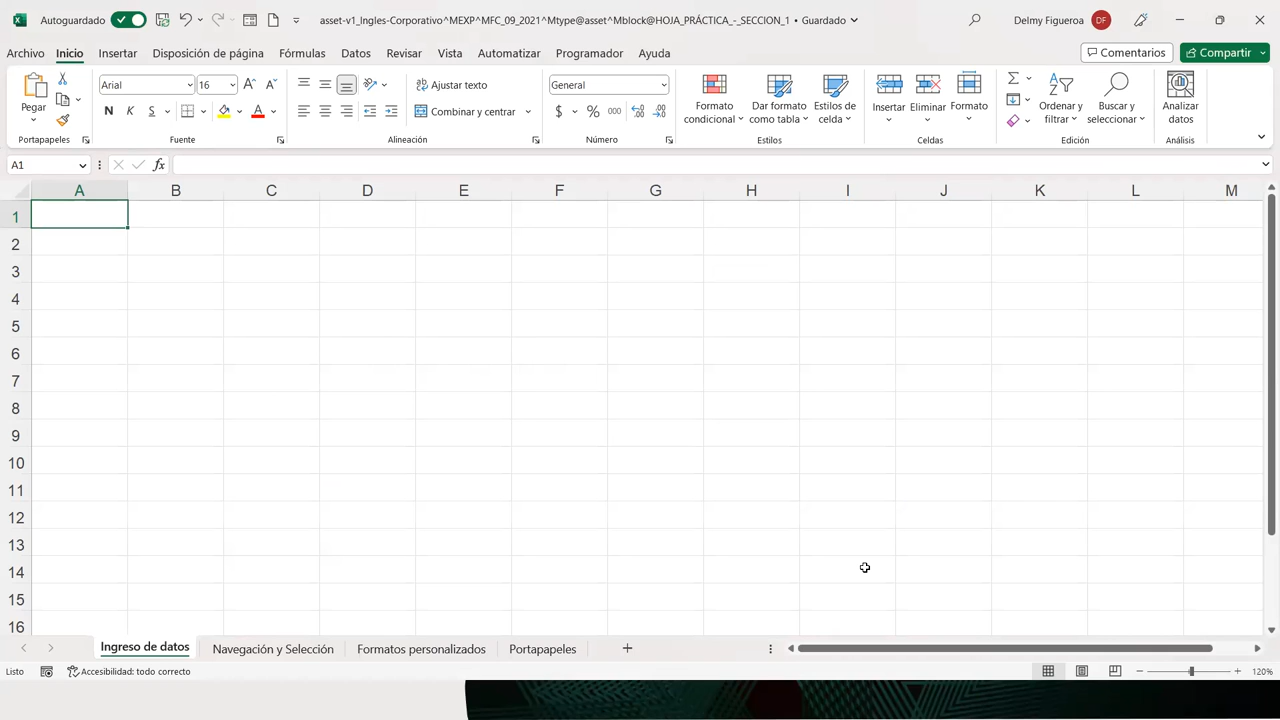 Autoguardado
asset-v1_Ingles-Corporativo^MEXP^MFC_09_2021^Mtype@asset^Mblock@HOJA_PRÁCTICA_-_SECCION_1 • Guardado
Delmy Figueroa
DF
Archivo Inicio Insertar Disposición de página Fórmulas Datos Revisar Vista Automatizar Programador Ayuda
Comentarios
Compartir
Pegar
Portapapeles
Arial 16
N K S
Fuente
Ajustar texto
Combinar y centrar
Alineación
General
$ % 000
Número
Formato condicional
Dar formato como tabla
Estilos de celda
Estilos
Insertar
Eliminar
Formato
Celdas
Ordenar y filtrar
Buscar y seleccionar
Edición
Analizar datos
Análisis
A1
fx
A B C D E F G H I J K L M
1
2
3
4
5
6
7
8
9
10
11
12
13
14
15
16
Ingreso de datos Navegación y Selección Formatos personalizados Portapapeles
Listo
Accesibilidad: todo correcto
120%